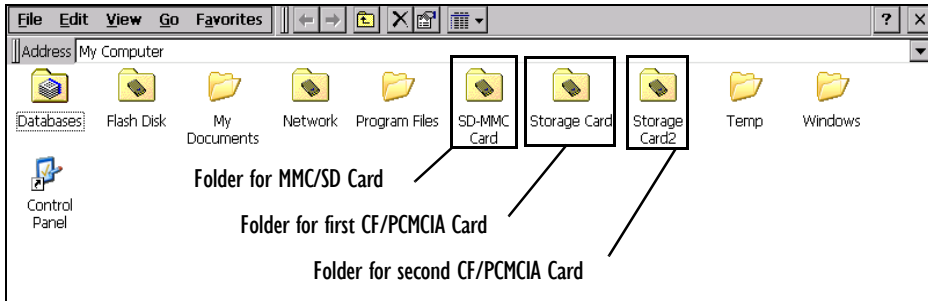 File Edit View Go Favorites ? ×
Address My Computer
Databases Flash Disk My Documents Network Program Files SD-MMC Card Storage Card Storage Card2 Temp Windows
Control Panel
Folder for MMC/SD Card
Folder for first CF/PCMCIA Card
Folder for second CF/PCMCIA Card